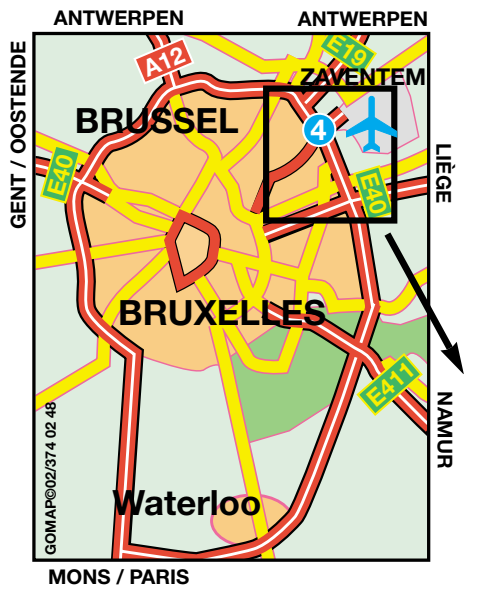 ANTWERPEN
ANTWERPEN
E19
A12
ZAVENTEM
BRUSSEL
4
GENT / OOSTENDE
LIÈGE
E40
E40
BRUXELLES
E411
NAMUR
GOMAP©02/374 02 48
Waterloo
MONS / PARIS